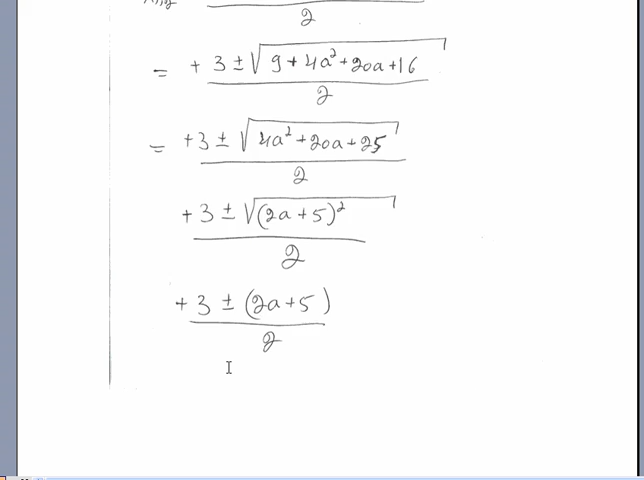 2
= + 3 ± √(9 + 4a² + 20a + 16) / 2
= +3 ± √(4a² + 20a + 25) / 2
+3 ± √(2a + 5)² / 2
+ 3 ± (2a + 5) / 2